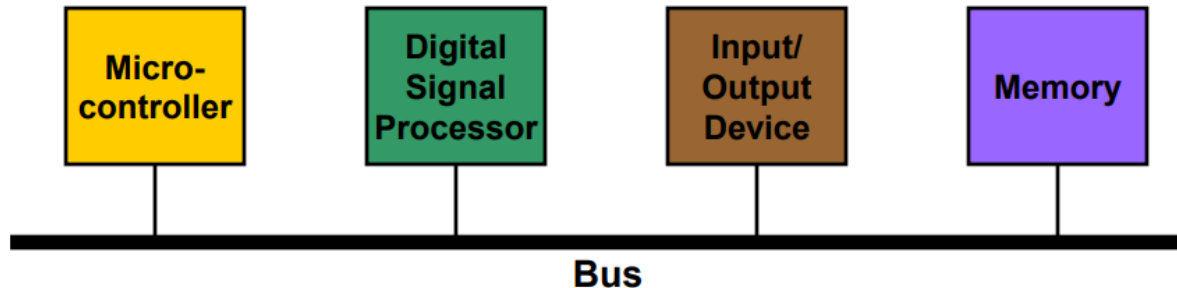 Micro-
controller
Digital
Signal
Processor
Input/
Output
Device
Memory
Bus